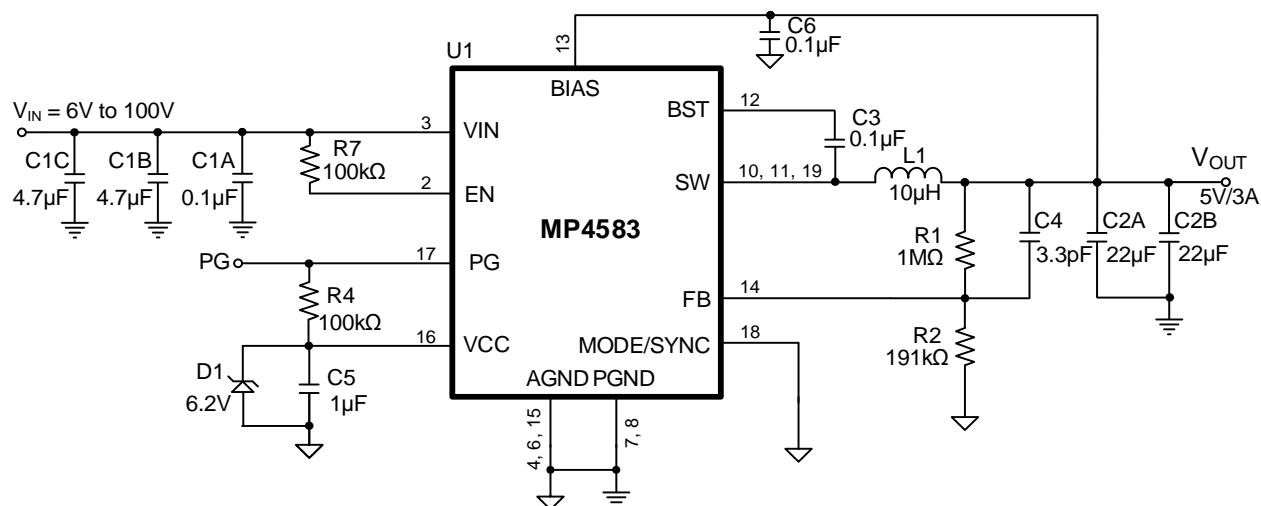 C6
0.1µF
13
U1
BIAS
V_IN = 6V to 100V
3
VIN
BST
12
C3
0.1µF
C1C
4.7µF
C1B
4.7µF
C1A
0.1µF
R7
100kΩ
2
EN
SW
10, 11, 19
L1
10µH
V_OUT
5V/3A
MP4583
R1
1MΩ
C4
3.3pF
C2A
22µF
C2B
22µF
PG
17
PG
FB
14
R4
100kΩ
16
VCC
MODE/SYNC
18
R2
191kΩ
D1
6.2V
C5
1µF
AGND
PGND
4, 6, 15
7, 8